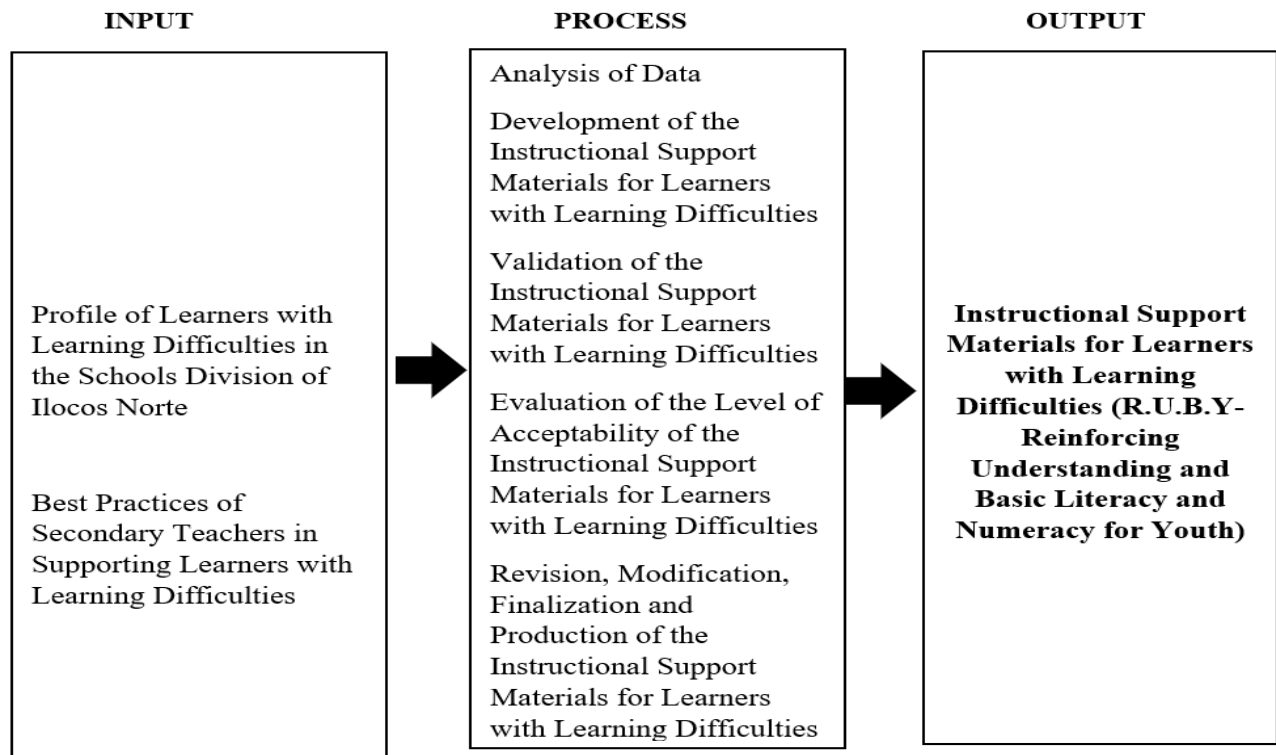 INPUT
PROCESS
OUTPUT
Profile of Learners with
Learning Difficulties in
the Schools Division of
Ilocos Norte
Best Practices of
Secondary Teachers in
Supporting Learners with
Learning Difficulties
Analysis of Data
Development of the
Instructional Support
Materials for Learners
with Learning Difficulties
Validation of the
Instructional Support
Materials for Learners
with Learning Difficulties
Evaluation of the Level of
Acceptability of the
Instructional Support
Materials for Learners
with Learning Difficulties
Revision, Modification,
Finalization and
Production of the
Instructional Support
Materials for Learners
with Learning Difficulties
Instructional Support
Materials for Learners
with Learning
Difficulties (R.U.B.Y-
Reinforcing
Understanding and
Basic Literacy and
Numeracy for Youth)